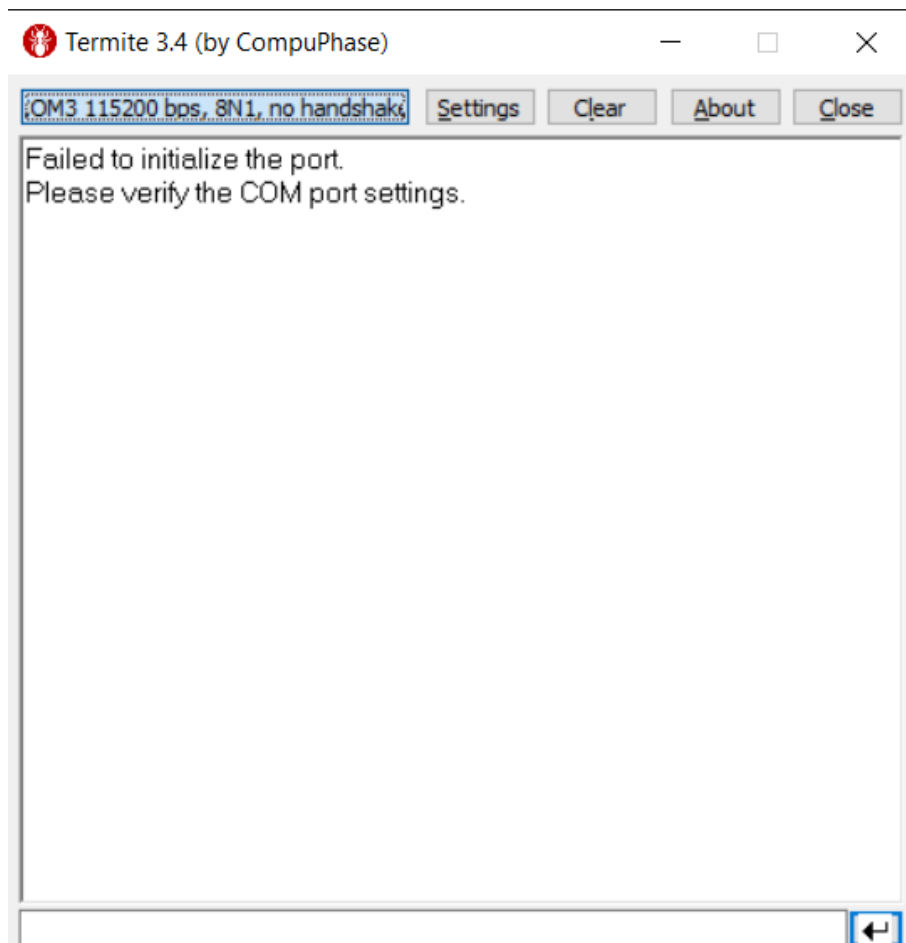 Termite 3.4 (by CompuPhase)
OM3 115200 bps, 8N1, no handshak Settings Clear About Close
Failed to initialize the port.
Please verify the COM port settings.